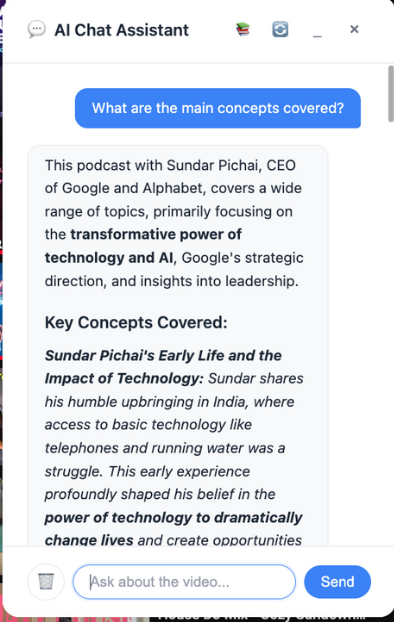 AI Chat Assistant
What are the main concepts covered?
This podcast with Sundar Pichai, CEO
of Google and Alphabet, covers a wide
range of topics, primarily focusing on
the transformative power of
technology and AI, Google's strategic
direction, and insights into leadership.
Key Concepts Covered:
Sundar Pichai's Early Life and the
Impact of Technology: Sundar shares
his humble upbringing in India, where
access to basic technology like
telephones and running water was a
struggle. This early experience
profoundly shaped his belief in the
power of technology to dramatically
change lives and create opportunities
Ask about the video...
Send